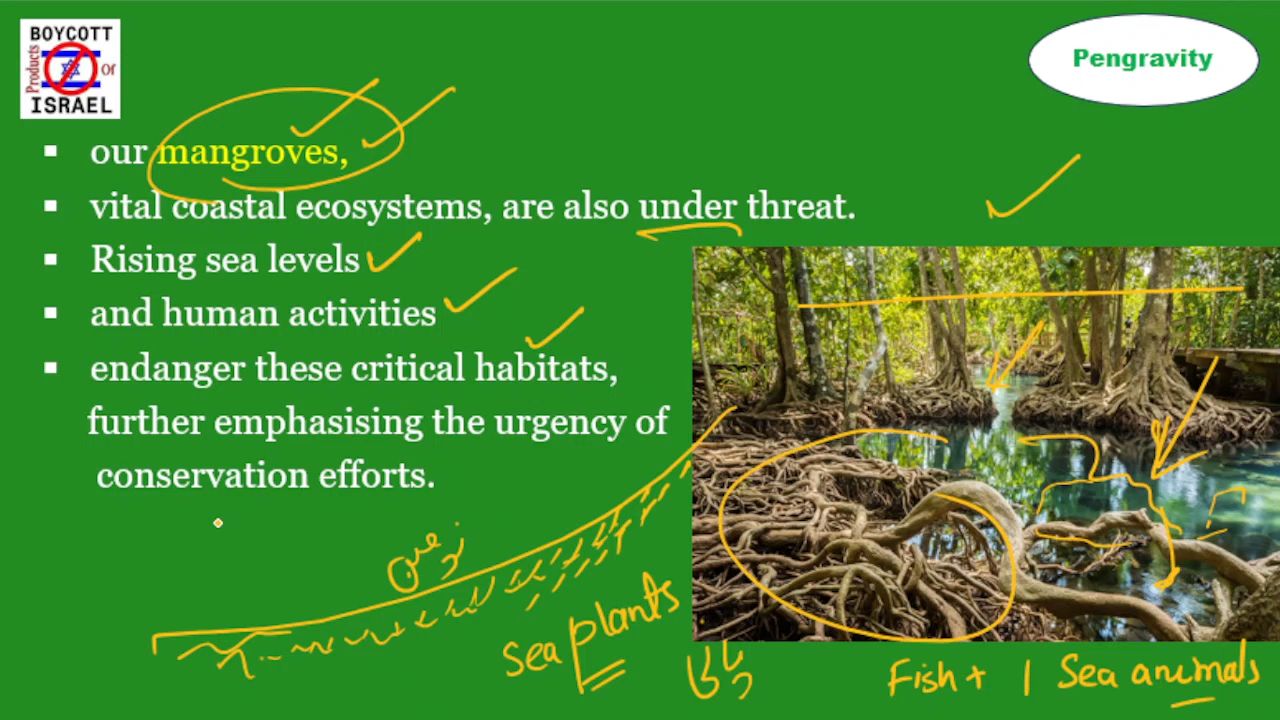 BOYCOTT
Products
or
ISRAEL
Pengravity
our mangroves,
vital coastal ecosystems, are also under threat.
Rising sea levels
and human activities
endanger these critical habitats,
further emphasising the urgency of
conservation efforts.
sea plants
Fish + | Sea animals